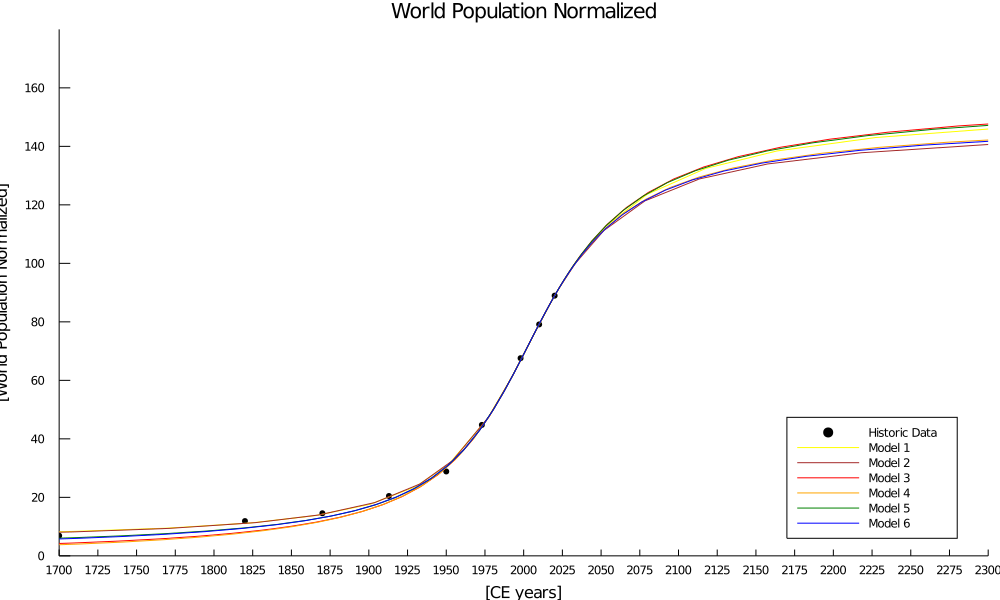 World Population Normalized
[World Population Normalized]
160
140
120
100
80
60
40
20
0
1700 1725 1750 1775 1800 1825 1850 1875 1900 1925 1950 1975 2000 2025 2050 2075 2100 2125 2150 2175 2200 2225 2250 2275 2300
[CE years]
Historic Data
Model 1
Model 2
Model 3
Model 4
Model 5
Model 6